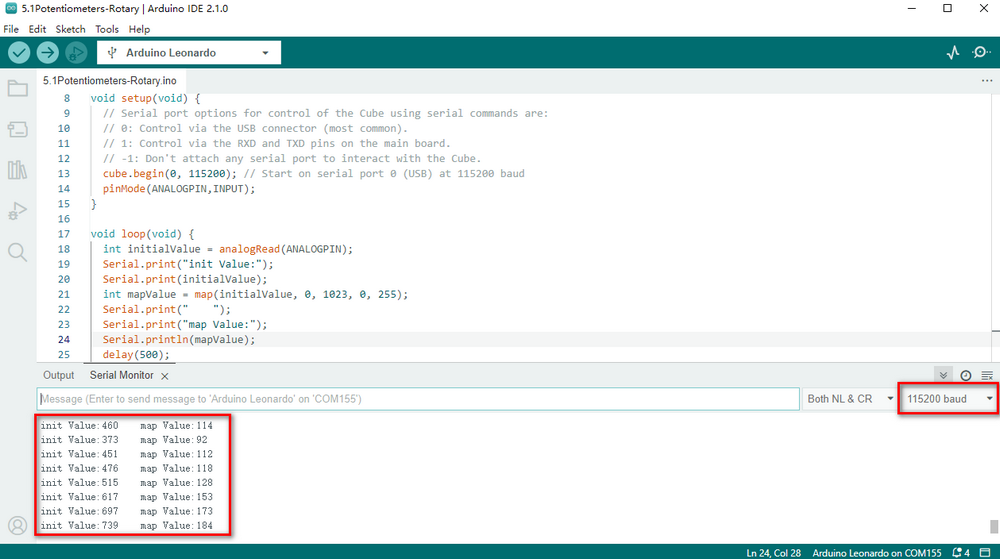 5.1Potentiometers-Rotary | Arduino IDE 2.1.0
File Edit Sketch Tools Help
Arduino Leonardo
5.1Potentiometers-Rotary.ino
8 void setup(void) {
9 // Serial port options for control of the Cube using serial commands are:
10 // 0: Control via the USB connector (most common).
11 // 1: Control via the RXD and TXD pins on the main board.
12 // -1: Don't attach any serial port to interact with the Cube.
13 cube.begin(0, 115200); // Start on serial port 0 (USB) at 115200 baud
14 pinMode(ANALOGPIN,INPUT);
15 }
16
17 void loop(void) {
18 int initialValue = analogRead(ANALOGPIN);
19 Serial.print("init Value:");
20 Serial.print(initialValue);
21 int mapValue = map(initialValue, 0, 1023, 0, 255);
22 Serial.print("    ");
23 Serial.print("map Value:");
24 Serial.println(mapValue);
25 delay(500);
Output Serial Monitor
Message (Enter to send message to 'Arduino Leonardo' on 'COM155') Both NL & CR 115200 baud
init Value:460    map Value:114
init Value:373    map Value:92
init Value:451    map Value:112
init Value:476    map Value:118
init Value:515    map Value:128
init Value:617    map Value:153
init Value:697    map Value:173
init Value:739    map Value:184
Ln 24, Col 28 Arduino Leonardo on COM155 4